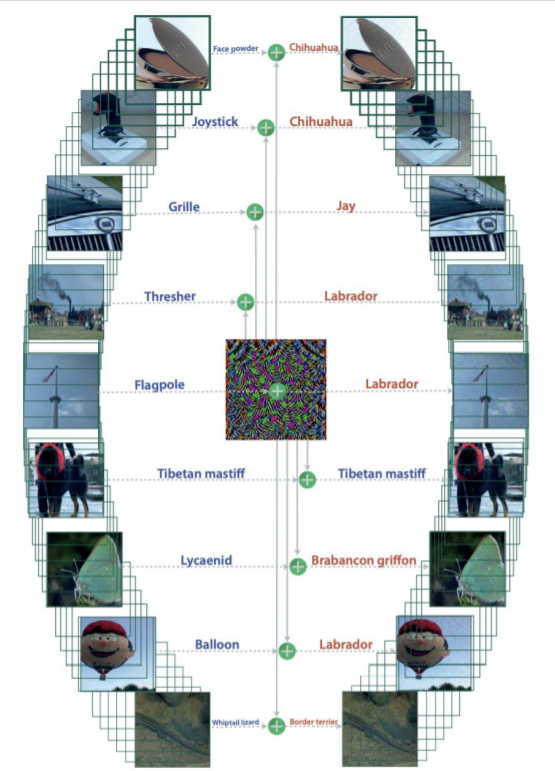 Face powder Chihuahua
Joystick Chihuahua
Grille Jay
Thresher Labrador
Flagpole Labrador
Tibetan mastiff Tibetan mastiff
Lycaenid Brabancon griffon
Balloon Labrador
Whiptail lizard Border terrier